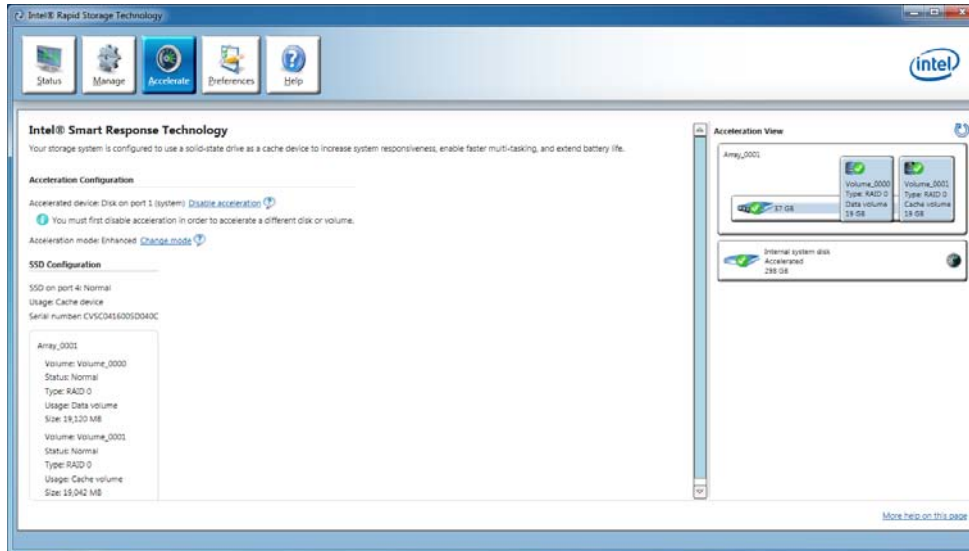 Intel® Rapid Storage Technology
Status
Manage
Accelerate
Preferences
Help
intel
Intel® Smart Response Technology
Your storage system is configured to use a solid-state drive as a cache device to increase system responsiveness, enable faster multi-tasking, and extend battery life.
Acceleration Configuration
Accelerated device: Disk on port 1 (system) Disable acceleration ?
You must first disable acceleration in order to accelerate a different disk or volume.
Acceleration mode: Enhanced Change mode ?
SSD Configuration
SSD on port 4: Normal
Usage: Cache device
Serial number: CVSC0416005D040C
Array_0001
Volume: Volume_0000
Status: Normal
Type: RAID 0
Usage: Data volume
Size: 19,120 MB
Volume: Volume_0001
Status: Normal
Type: RAID 0
Usage: Cache volume
Size: 19,042 MB
Acceleration View
Array_0001
37 GB
Volume_0000
Type: RAID 0
Data volume
19 GB
Volume_0001
Type: RAID 0
Cache volume
19 GB
Internal system disk
Accelerated
298 GB
More help on this page